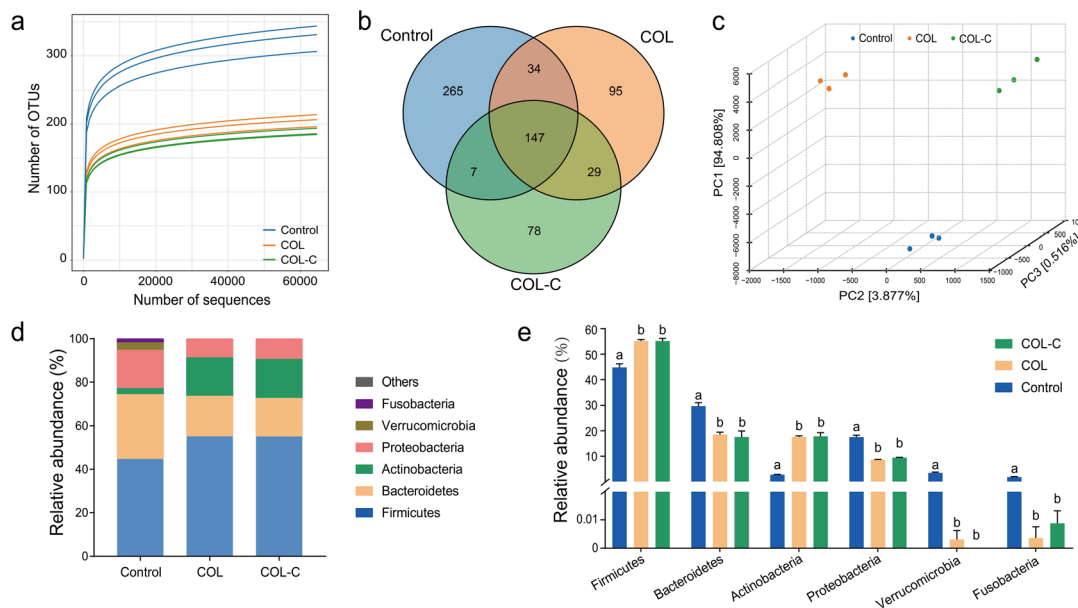 a
Number of OTUs
300
200
100
0
0
20000
40000
60000
Number of sequences
Control
COL
COL-C
b
Control
COL
34
265
95
147
7
29
78
COL-C
c
Control
COL
COL-C
PC1 [94.808%]
6000
4000
2000
0
−2000
−4000
−6000
−8000
−2000
−1500
−1000
−500
0
500
1000
1500
PC2 [3.877%]
−1000
−500
0
500
10
PC3 [0.516%]
d
Relative abundance (%)
100
80
60
40
20
0
Control
COL
COL-C
Others
Fusobacteria
Verrucomicrobia
Proteobacteria
Actinobacteria
Bacteroidetes
Firmicutes
e
Relative abundance (%)
60
50
40
30
20
10
0.01
0
a b b
a b b
a b b
a b b
a b b
a b b
COL-C
COL
Control
Firmicutes
Bacteroidetes
Actinobacteria
Proteobacteria
Verrucomicrobia
Fusobacteria